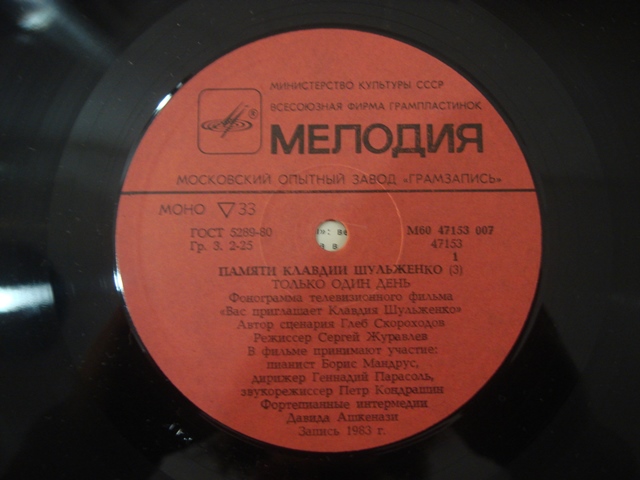 МИНИСТЕРСТВО КУЛЬТУРЫ СССР
ВСЕСОЮЗНАЯ ФИРМА ГРАМПЛАСТИНОК
®
МЕЛОДИЯ
МОСКОВСКИЙ ОПЫТНЫЙ ЗАВОД «ГРАМЗАПИСЬ»
МОНО ▽33
ГОСТ 5289-80
Гр. 3. 2-25
М60 47153 007
47153
1
ПАМЯТИ КЛАВДИИ ШУЛЬЖЕНКО (3)
ТОЛЬКО ОДИН ДЕНЬ
Фонограмма телевизионного фильма
«Вас приглашает Клавдия Шульженко»
Автор сценария Глеб Скороходов
Режиссер Сергей Журавлев
В фильме принимают участие:
пианист Борис Мандрус,
дирижер Геннадий Парасоль,
звукорежиссер Петр Кондрашин
Фортепианные интермедии
Давида Ашкенази
Запись 1983 г.